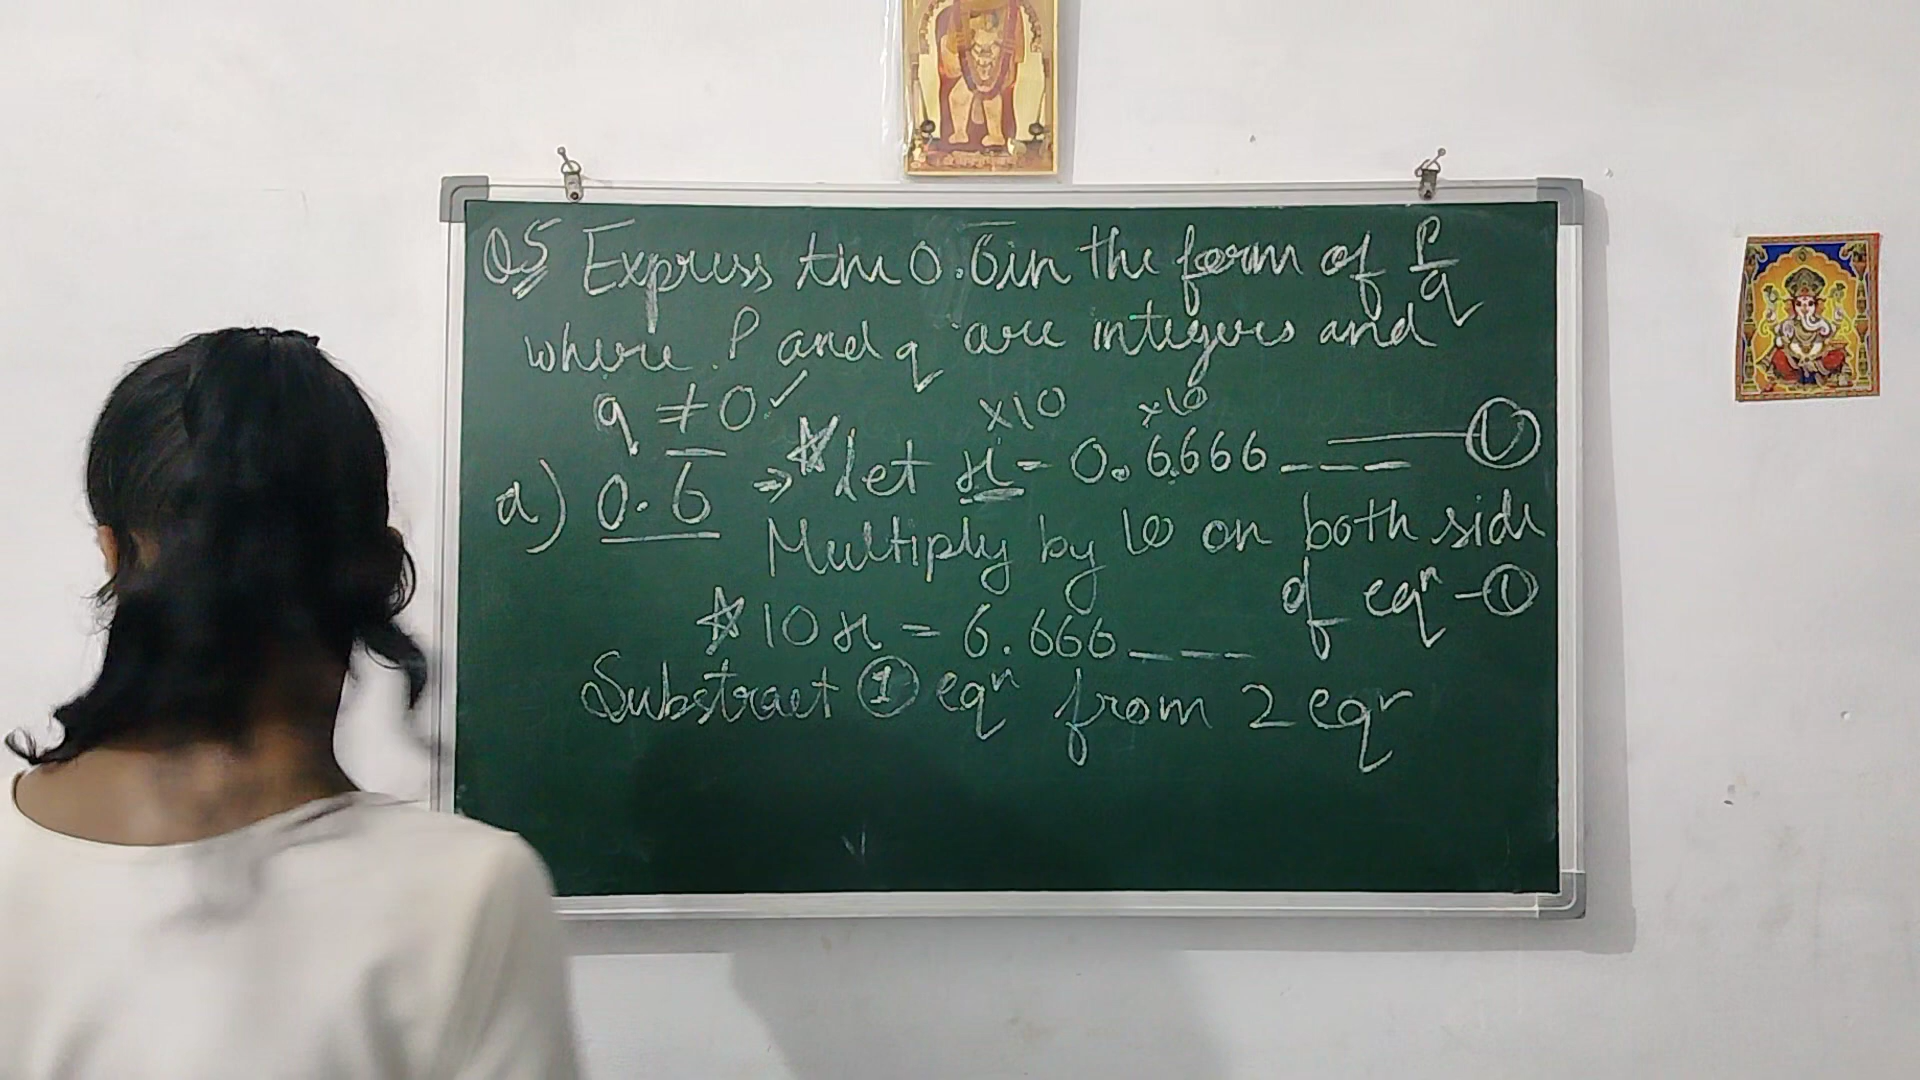 Q5 Express the 0.6̅ in the form of P/q
where P and q are integers and
q ≠ 0 ✓
×10 ×10
a) 0.6̅ ⇒ * let x = 0.6666 _ _ _ ——— ①
Multiply by 10 on both side
of eqⁿ - ①
☆ 10x = 6.666 _ _ _
Substract ① eqⁿ from 2 eqⁿ